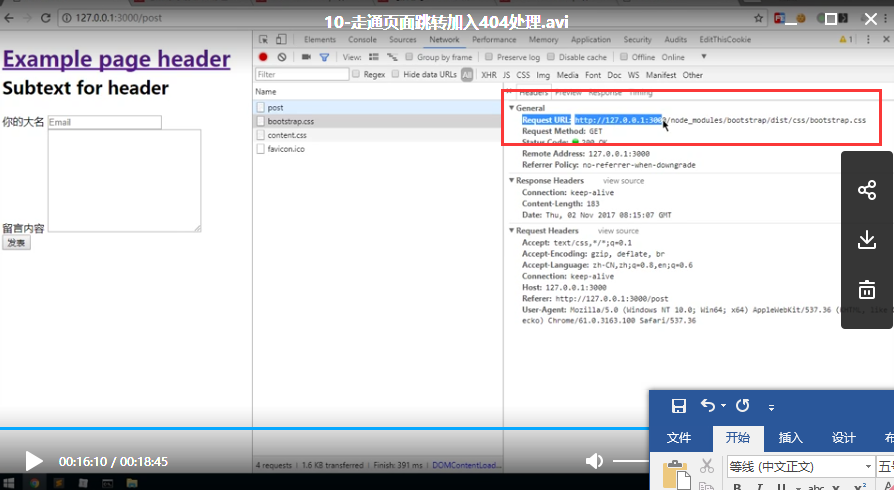 127.0.0.1:3000/post
10-走通页面跳转加入404处理.avi
Example page header
Subtext for header
你的大名 Email
留言内容
发表
Elements Console Sources Network Performance Memory Application Security Audits EditThisCookie 1
View: Group by frame Preserve log Disable cache Offline Online
Filter Regex Hide data URLs All XHR JS CSS Img Media Font Doc WS Manifest Other
Name
post
bootstrap.css
content.css
favicon.ico
Headers Preview Response Timing
General
Request URL: http://127.0.0.1:3000/node_modules/bootstrap/dist/css/bootstrap.css
Request Method: GET
Status Code: 200 OK
Remote Address: 127.0.0.1:3000
Referrer Policy: no-referrer-when-downgrade
Response Headers view source
Connection: keep-alive
Content-Length: 183
Date: Thu, 02 Nov 2017 08:15:07 GMT
Request Headers view source
Accept: text/css,*/*;q=0.1
Accept-Encoding: gzip, deflate, br
Accept-Language: zh-CN,zh;q=0.8,en;q=0.6
Connection: keep-alive
Host: 127.0.0.1:3000
Referer: http://127.0.0.1:3000/post
User-Agent: Mozilla/5.0 (Windows NT 10.0; Win64; x64) AppleWebKit/537.36
ecko) Chrome/61.0.3163.100 Safari/537.36
4 requests | 1.6 KB transferred | Finish: 391 ms | DOMContentLoad...
00:16:10 / 00:18:45
文件 开始 插入 设计
等线 (中文正文) 五号
B I U abc x x²